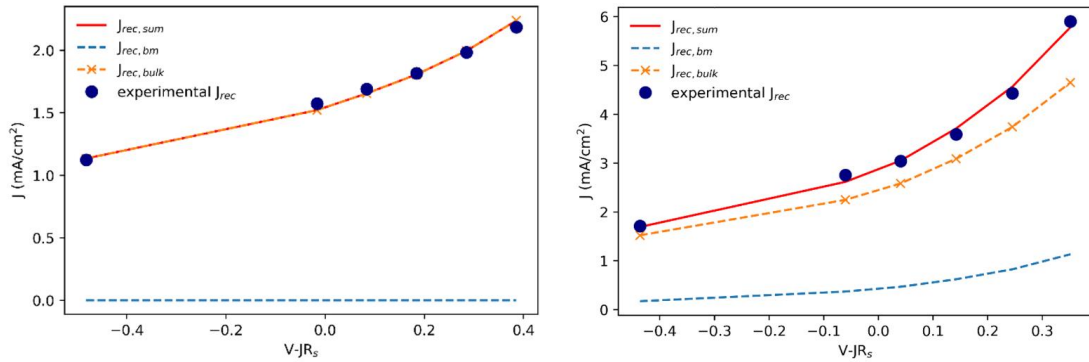 J_rec,sum
J_rec,bm
J_rec,bulk
experimental J_rec
J (mA/cm²)
2.0
1.5
1.0
0.5
0.0
−0.4
−0.2
0.0
0.2
0.4
V-JR_s
J_rec,sum
J_rec,bm
J_rec,bulk
experimental J_rec
J (mA/cm²)
6
5
4
3
2
1
0
−0.4
−0.3
−0.2
−0.1
0.0
0.1
0.2
0.3
V-JR_s